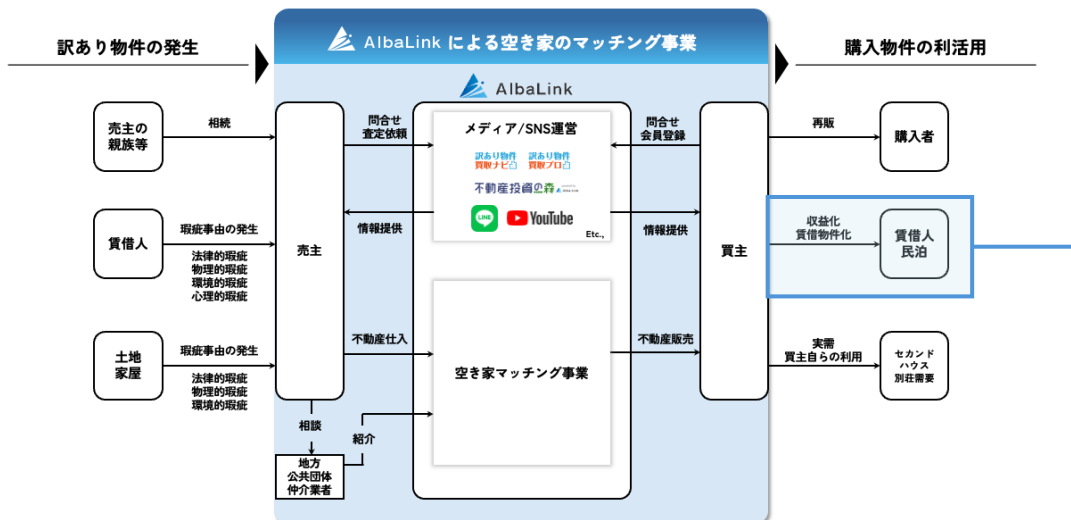 訳あり物件の発生
AlbaLink による空き家のマッチング事業
購入物件の利活用
AlbaLink
売主の
親族等
相続
賃借人
瑕疵事由の発生
法律的瑕疵
物理的瑕疵
環境的瑕疵
心理的瑕疵
土地
家屋
瑕疵事由の発生
法律的瑕疵
物理的瑕疵
環境的瑕疵
売主
相談
地方
公共団体
仲介業者
紹介
問合せ
査定依頼
情報提供
不動産仕入
メディア/SNS運営
訳あり物件
買取ナビ
訳あり物件
買取プロ
不動産投資の森
AlbaLink
LINE
YouTube
Etc.,
空き家マッチング事業
問合せ
会員登録
情報提供
不動産販売
買主
再販
購入者
収益化
賃借物件化
賃借人
民泊
実需
買主自らの利用
セカンド
ハウス
別荘需要